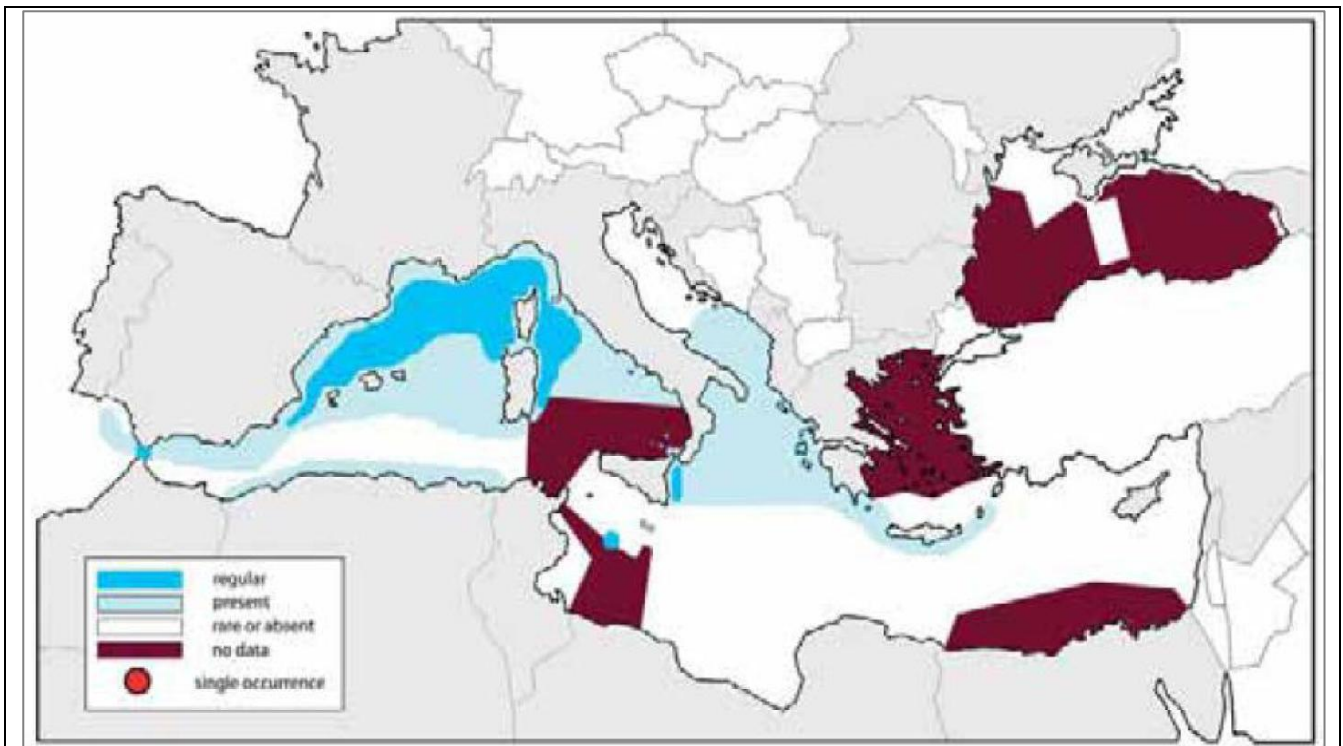 regular
present
rare or absent
no data
single occurrence